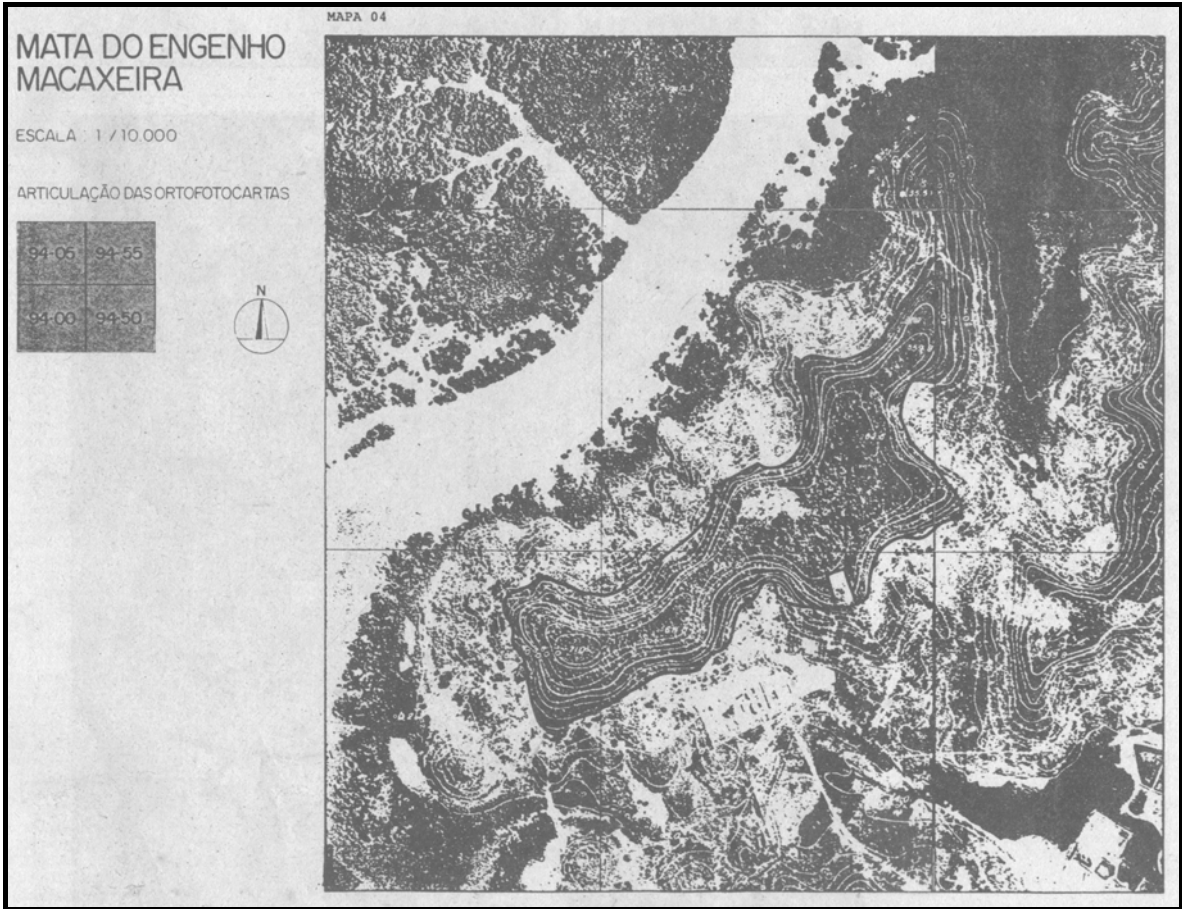 MAPA 04
MATA DO ENGENHO
MACAXEIRA
ESCALA : 1 / 10.000
ARTICULAÇÃO DAS ORTOFOTOCARTAS
94-05 94-55
94-00 94-50
N